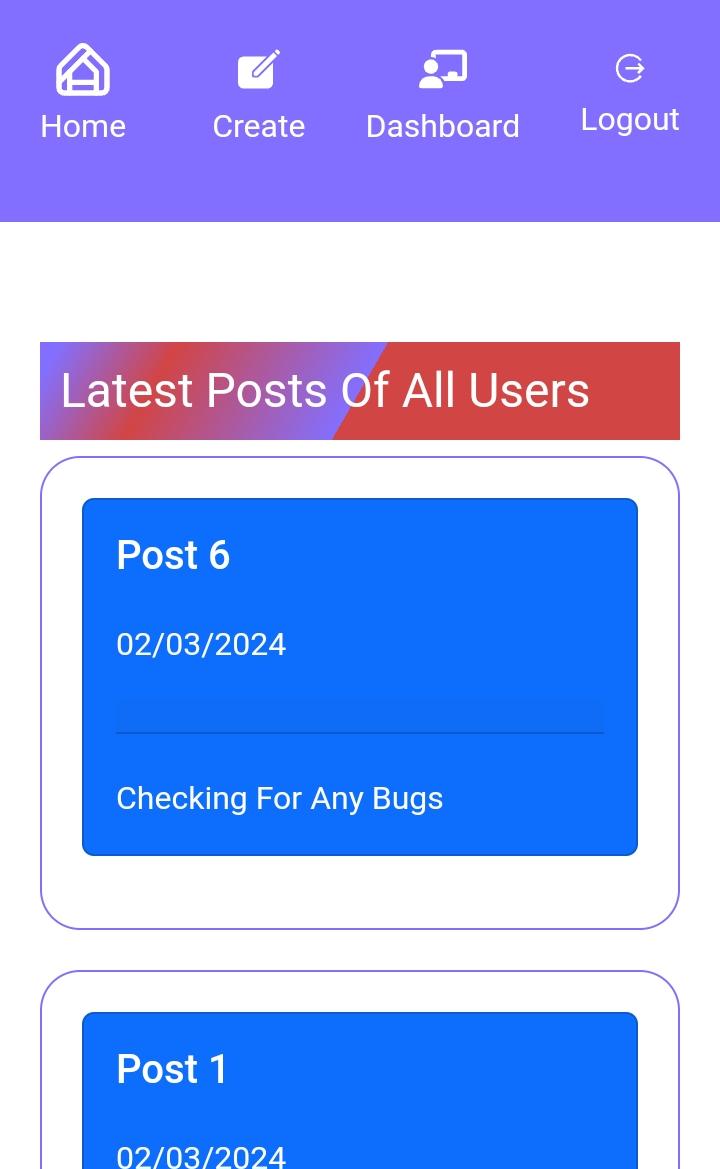 Home
Create
Dashboard
Logout
Latest Posts Of All Users
Post 6
02/03/2024
Checking For Any Bugs
Post 1
02/03/2024